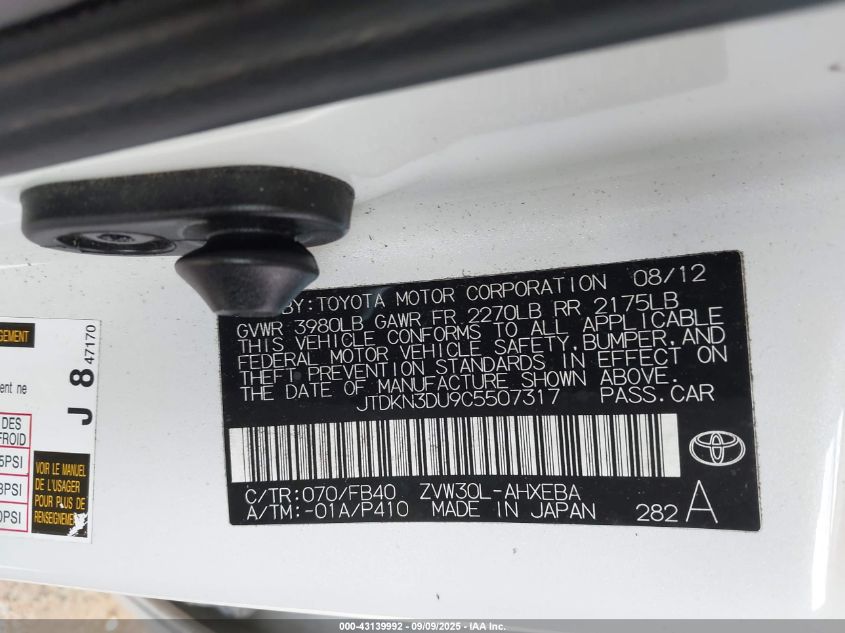 BY:TOYOTA MOTOR CORPORATION 08/12
GVWR 3980LB GAWR FR 2270LB RR 2175LB
THIS VEHICLE CONFORMS TO ALL APPLICABLE
FEDERAL MOTOR VEHICLE SAFETY,BUMPER,AND
THEFT PREVENTION STANDARDS IN EFFECT ON
THE DATE OF MANUFACTURE SHOWN ABOVE.
JTDKN3DU9C5507317 PASS.CAR
C/TR:070/FB40 ZVW30L-AHXEBA
A/TM:-01A/P410 MADE IN JAPAN 282 A
J 8 47170
DES
FROID
VOIR LE MANUEL
DE L'USAGER
POUR PLUS DE
RENSEIGNEMENTS
000-43139992 - 09/09/2025 - IAA Inc.